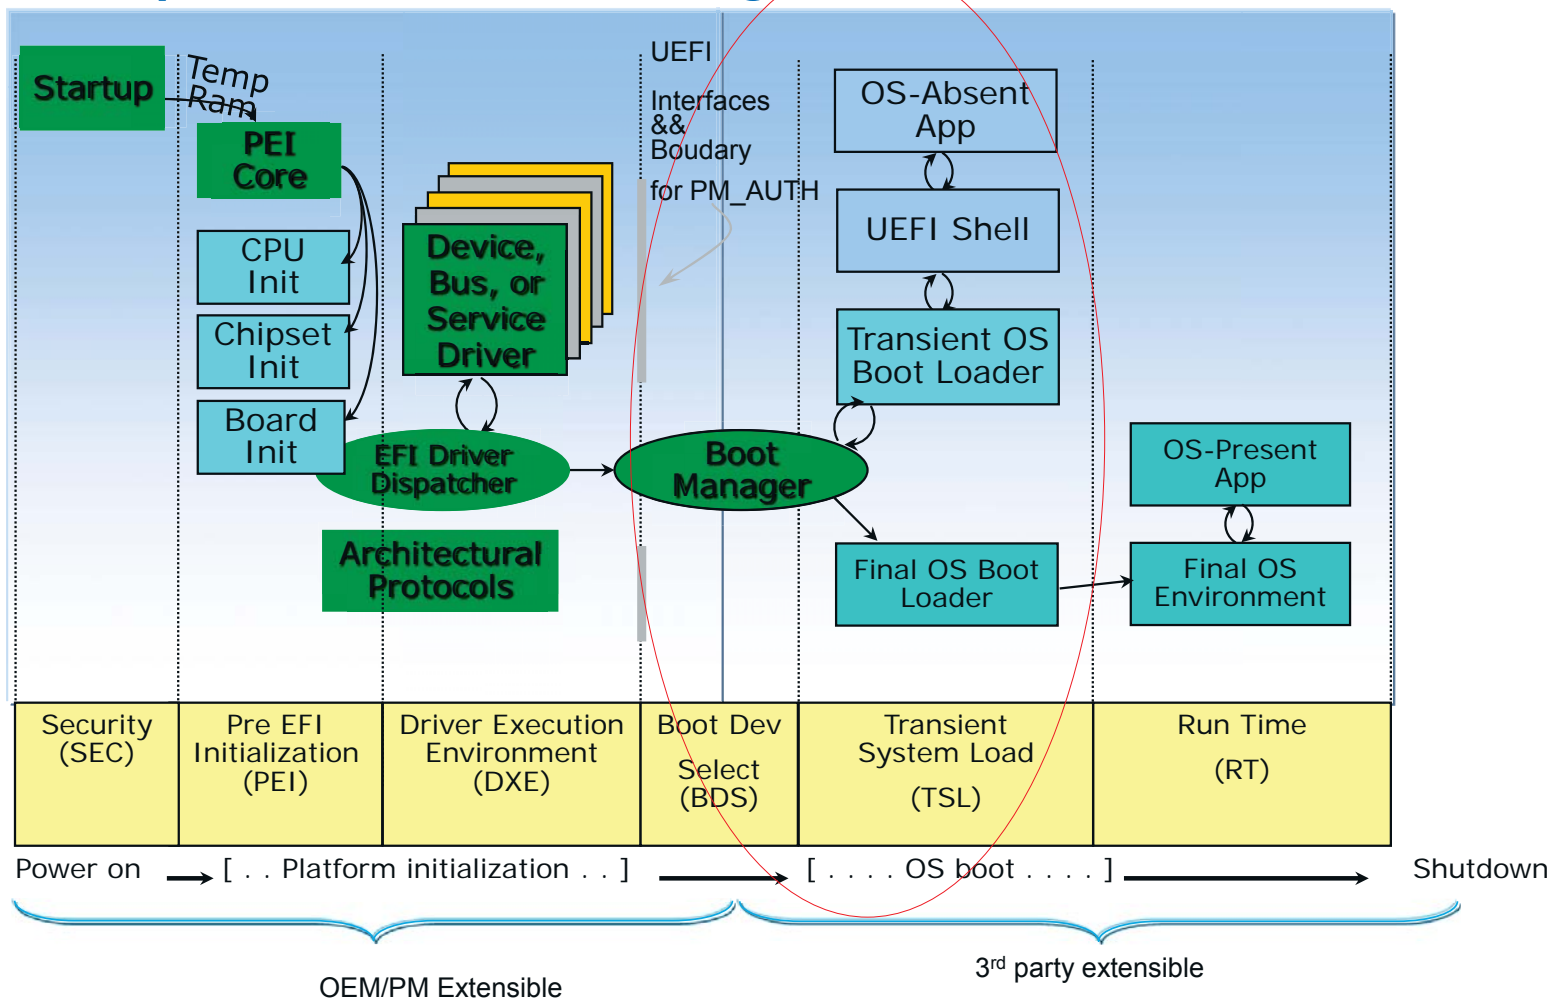 Startup
Temp
Ram
PEI
Core
CPU
Init
Chipset
Init
Board
Init
Device,
Bus, or
Service
Driver
EFI Driver
Dispatcher
Architectural
Protocols
UEFI
Interfaces
&&
Boudary
for PM_AUTH
Boot
Manager
OS-Absent
App
UEFI Shell
Transient OS
Boot Loader
Final OS Boot
Loader
OS-Present
App
Final OS
Environment
Security
(SEC)
Pre EFI
Initialization
(PEI)
Driver Execution
Environment
(DXE)
Boot Dev
Select
(BDS)
Transient
System Load
(TSL)
Run Time
(RT)
Power on
[ . . Platform initialization . . ]
[ . . . . OS boot . . . . ]
Shutdown
OEM/PM Extensible
3rd party extensible